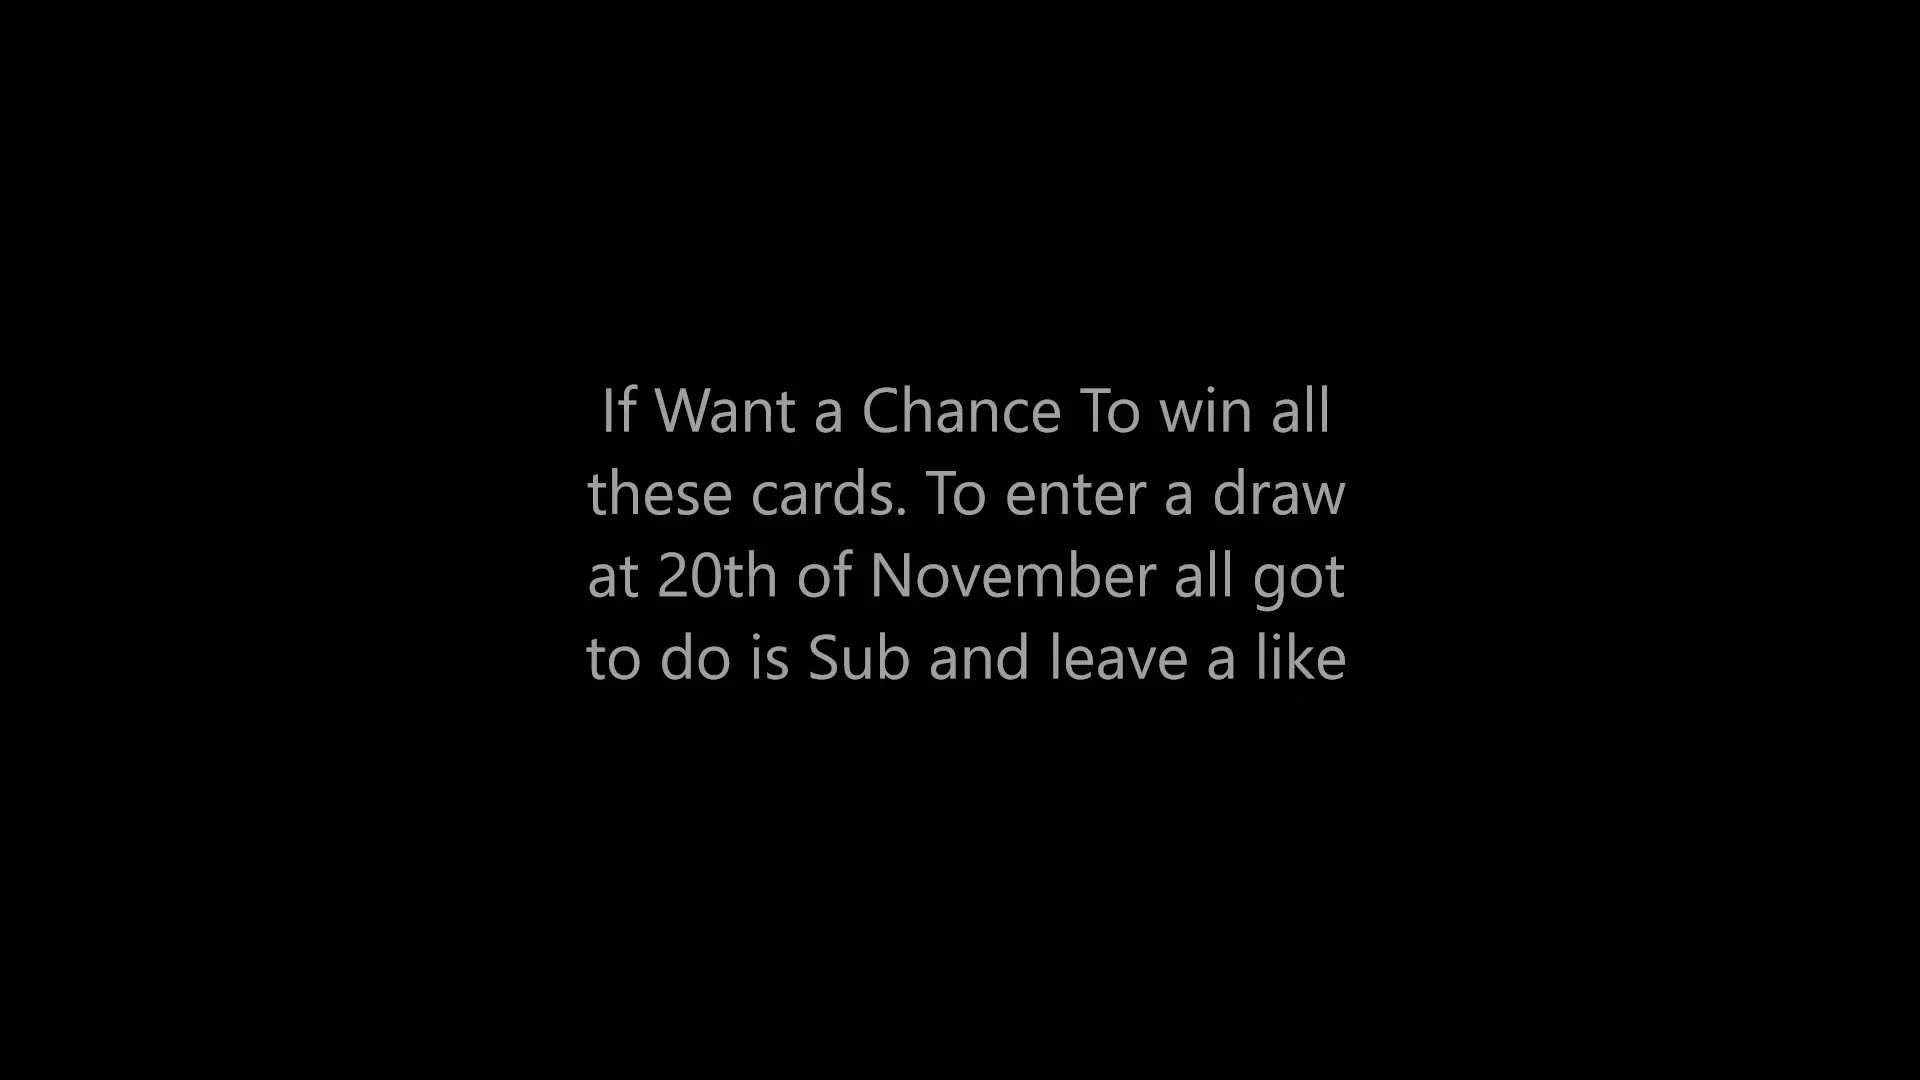 If Want a Chance To win all
these cards. To enter a draw
at 20th of November all got
to do is Sub and leave a like